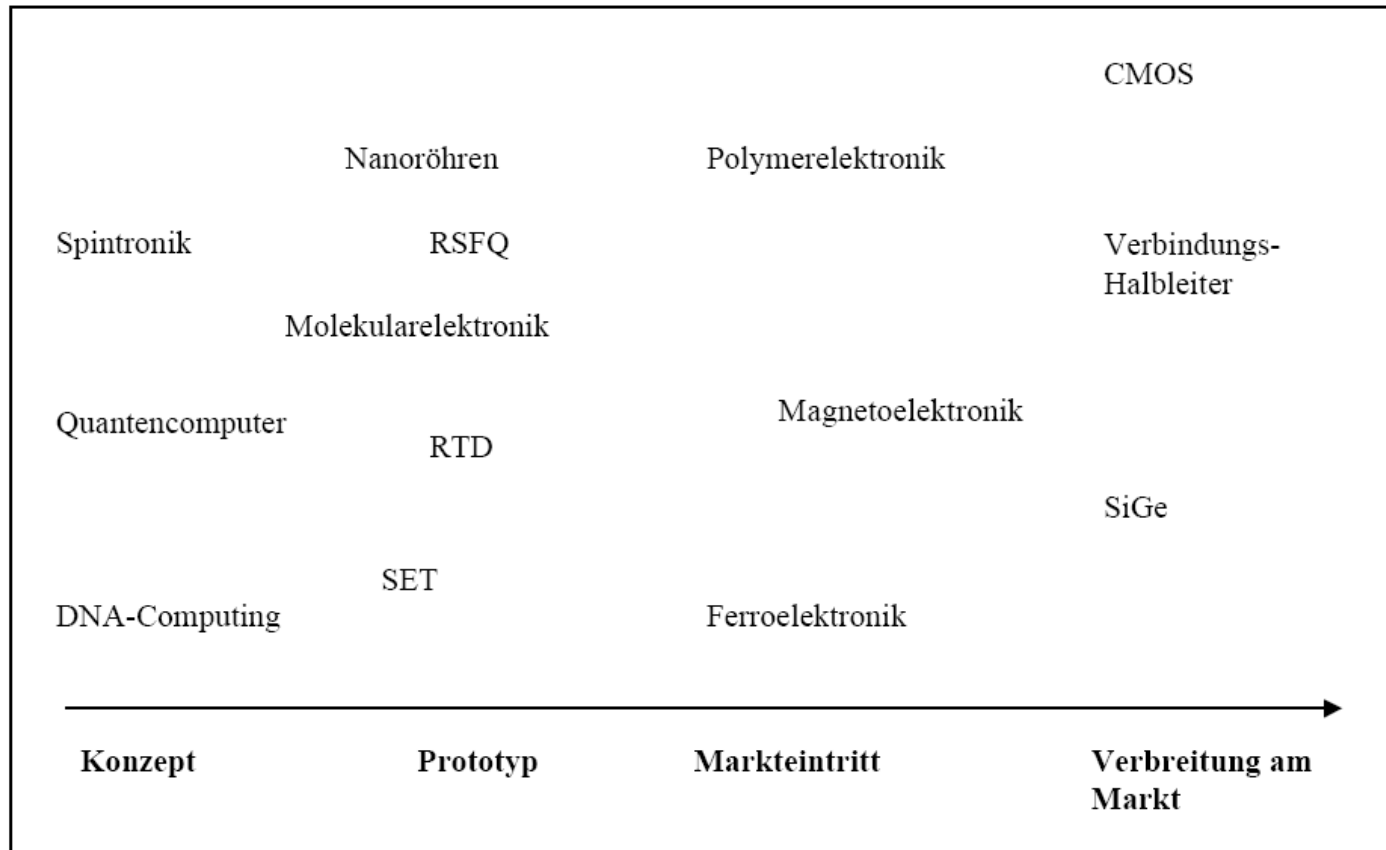 CMOS
Nanoröhren
Polymerelektronik
Spintronik
RSFQ
Verbindungs-
Halbleiter
Molekularelektronik
Quantencomputer
Magnetoelektronik
RTD
SiGe
SET
DNA-Computing
Ferroelektronik
Konzept
Prototyp
Markteintritt
Verbreitung am
Markt